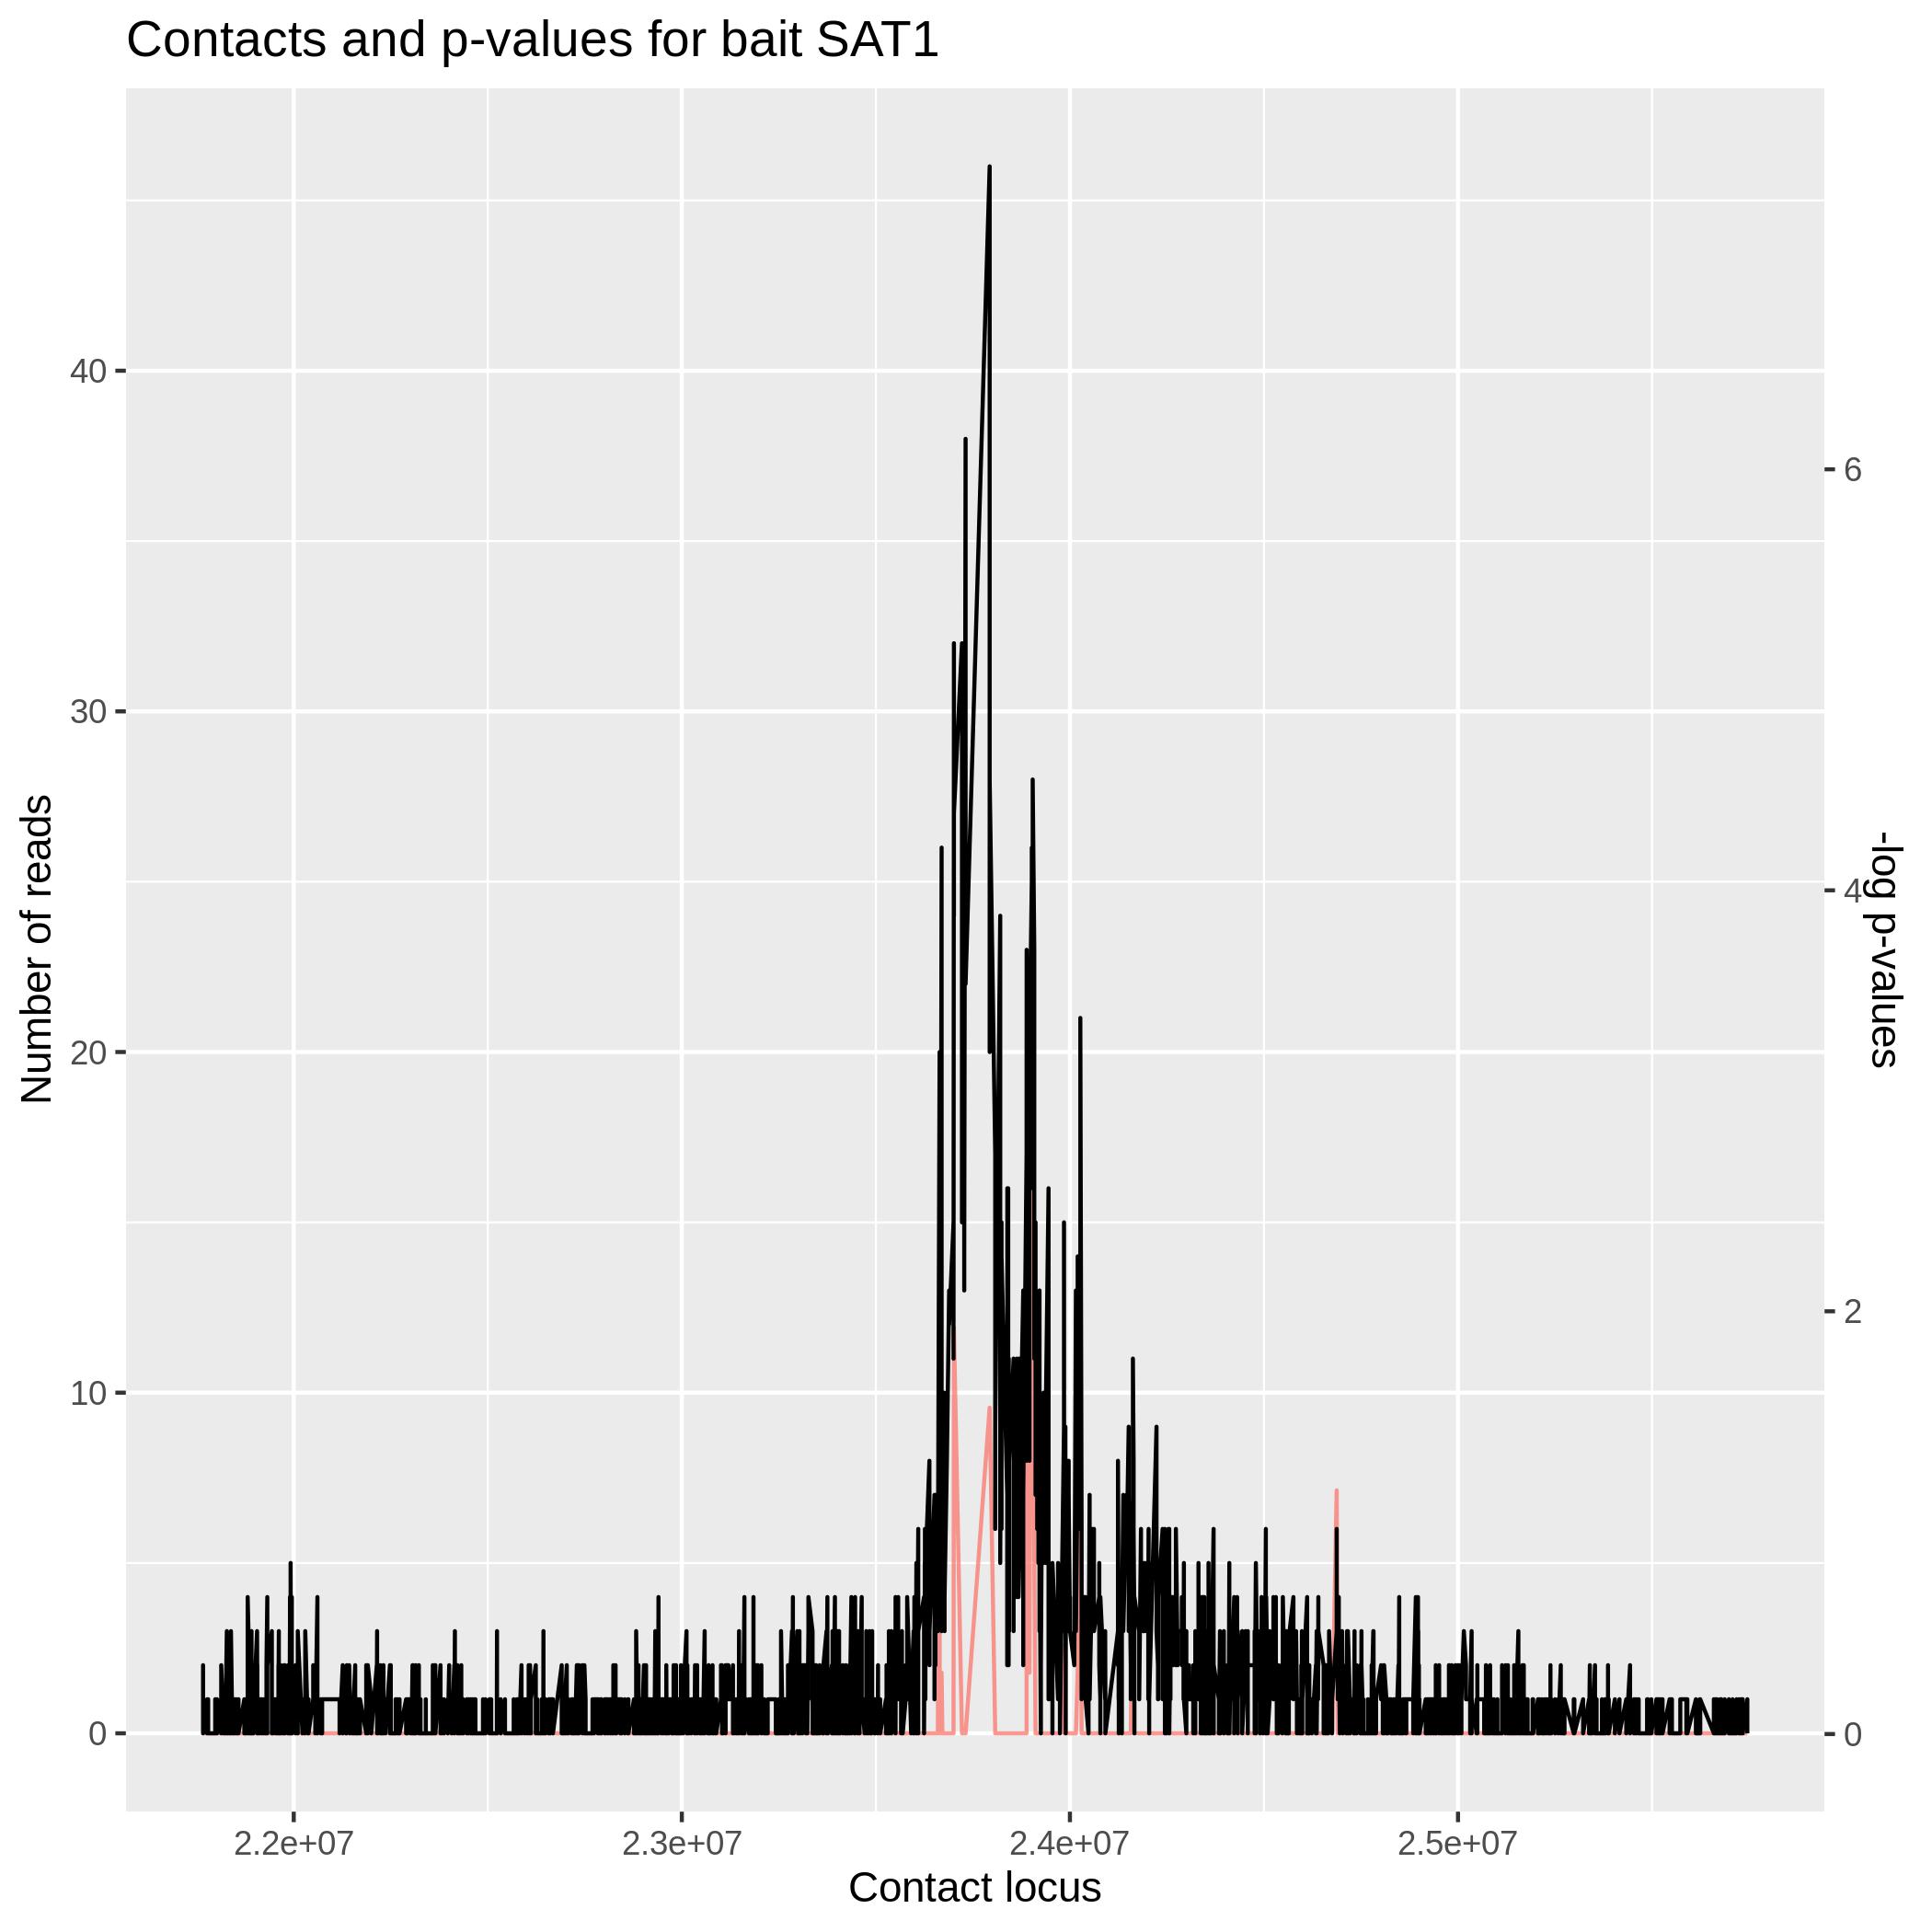 Contacts and p-values for bait SAT1
Number of reads
40
30
20
10
0
6
4
2
0
-log p-values
2.2e+07
2.3e+07
2.4e+07
2.5e+07
Contact locus